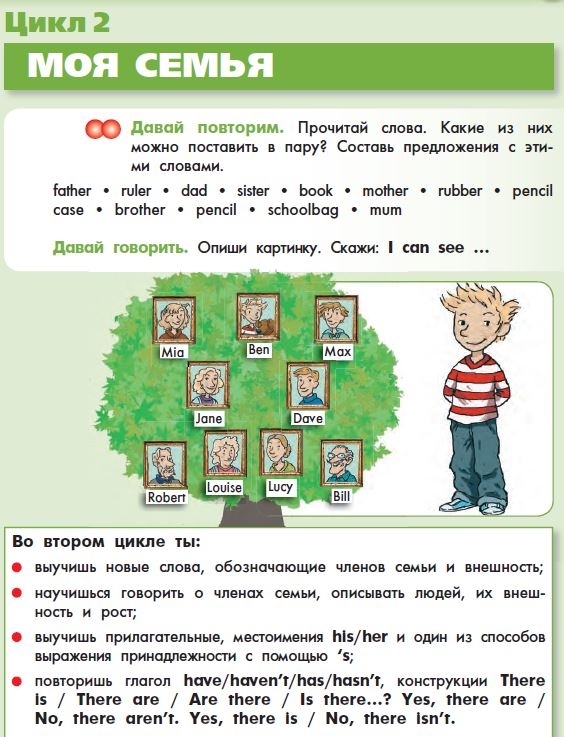 Цикл 2
МОЯ СЕМЬЯ
Давай повторим. Прочитай слова. Какие из них
можно поставить в пару? Составь предложения с эти-
ми словами.
father • ruler • dad • sister • book • mother • rubber • pencil
case • brother • pencil • schoolbag • mum
Давай говорить. Опиши картинку. Скажи: I can see ...
Mia
Ben
Max
Jane
Dave
Robert
Louise
Lucy
Bill
Во втором цикле ты:
• выучишь новые слова, обозначающие членов семьи и внешность;
• научишься говорить о членах семьи, описывать людей, их внеш-
ность и рост;
• выучишь прилагательные, местоимения his/her и один из способов
выражения принадлежности с помощью ‘s;
• повторишь глагол have/haven’t/has/hasn’t, конструкции There
is / There are / Are there / Is there...? Yes, there are /
No, there aren’t. Yes, there is / No, there isn’t.